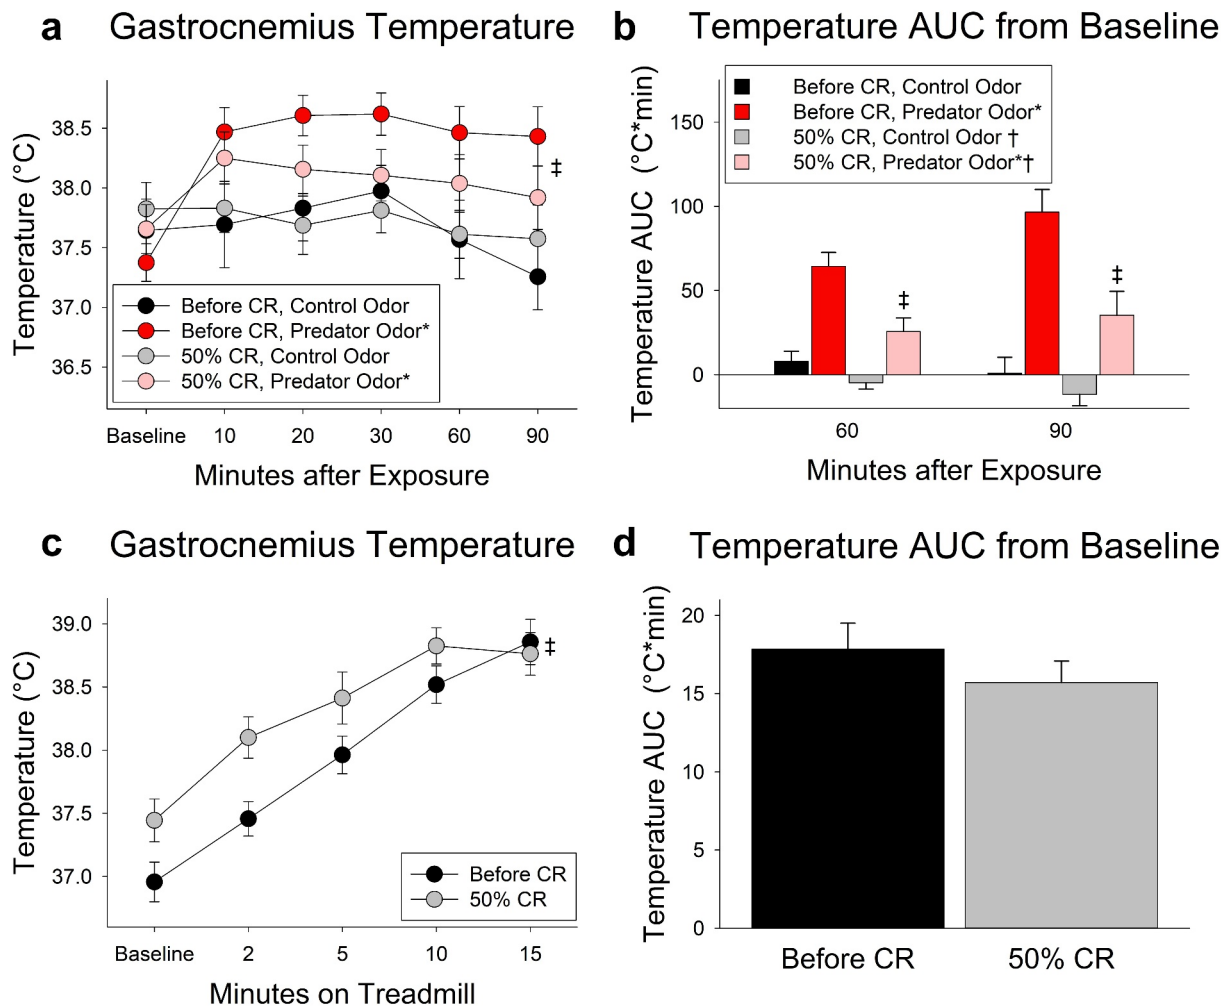 a Gastrocnemius Temperature
Temperature (°C)
38.5
38.0
37.5
37.0
36.5
‡
Before CR, Control Odor
Before CR, Predator Odor*
50% CR, Control Odor
50% CR, Predator Odor*
Baseline 10 20 30 60 90
Minutes after Exposure
b Temperature AUC from Baseline
Temperature AUC (°C*min)
150
100
50
0
Before CR, Control Odor
Before CR, Predator Odor*
50% CR, Control Odor †
50% CR, Predator Odor*†
‡
‡
60 90
Minutes after Exposure
c Gastrocnemius Temperature
Temperature (°C)
39.0
38.5
38.0
37.5
37.0
‡
Before CR
50% CR
Baseline 2 5 10 15
Minutes on Treadmill
d Temperature AUC from Baseline
Temperature AUC (°C*min)
20
15
10
5
0
Before CR 50% CR